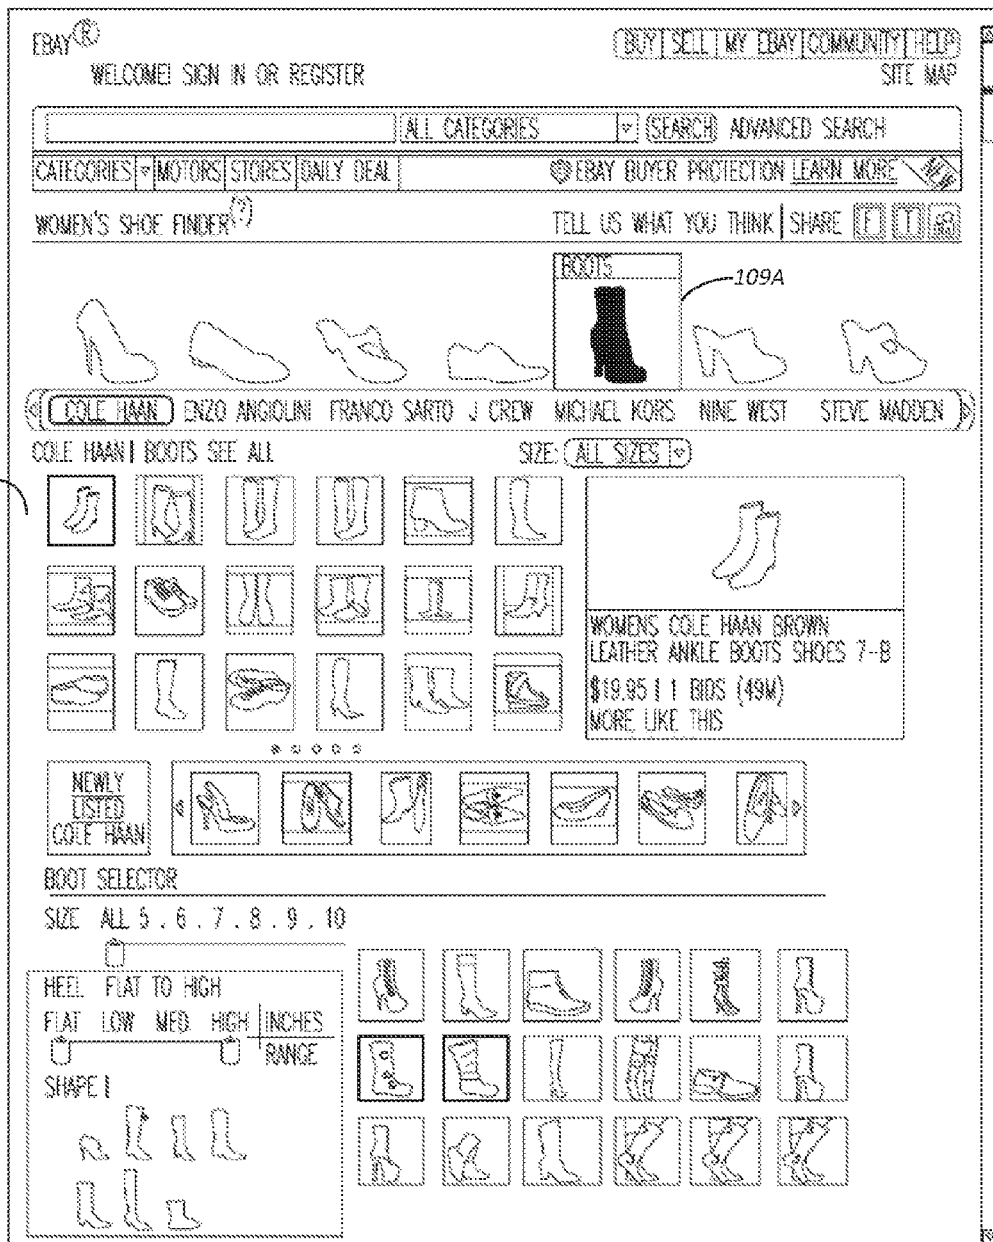 EBAY®
BUY SELL MY EBAY COMMUNITY HELP
WELCOME! SIGN IN OR REGISTER
SITE MAP
ALL CATEGORIES SEARCH ADVANCED SEARCH
CATEGORIES MOTORS STORES DAILY DEAL EBAY BUYER PROTECTION LEARN MORE NEW
WOMEN'S SHOE FINDER(?) TELL US WHAT YOU THINK | SHARE F T
BOOTS
109A
COLE HAAN ENZO ANGIOLINI FRANCO SARTO J CREW MICHAEL KORS NINE WEST STEVE MADDEN
COLE HAAN | BOOTS SEE ALL SIZE: ALL SIZES
WOMENS COLE HAAN BROWN
LEATHER ANKLE BOOTS SHOES 7-B
$19.95 | 1 BIDS (49M)
MORE LIKE THIS
NEWLY
LISTED
COLE HAAN
BOOT SELECTOR
SIZE ALL 5 . 6 . 7 . 8 . 9 . 10
HEEL FLAT TO HIGH
FLAT LOW MED. HIGH INCHES
RANGE
SHAPE |